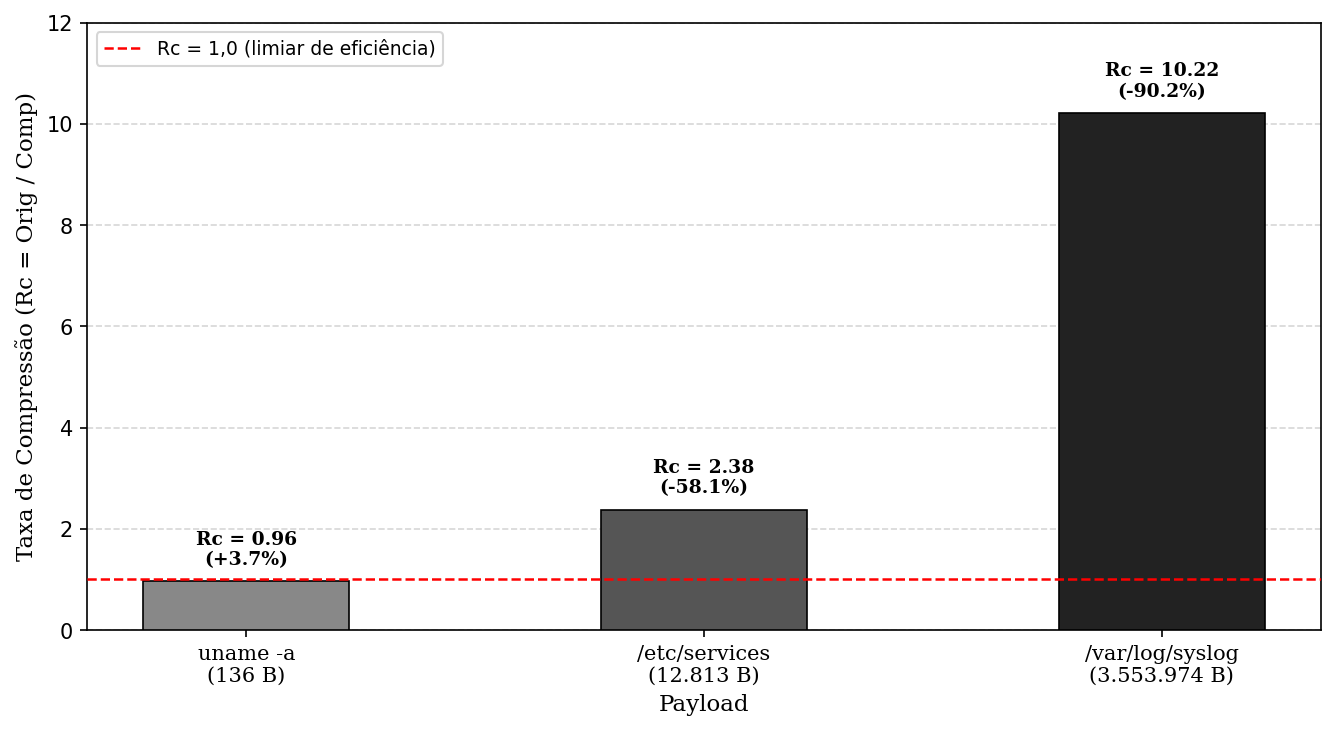 Taxa de Compressão (Rc = Orig / Comp)
12
10
8
6
4
2
0
Rc = 1,0 (limiar de eficiência)
Rc = 0.96
(+3.7%)
Rc = 2.38
(-58.1%)
Rc = 10.22
(-90.2%)
uname -a
(136 B)
/etc/services
(12.813 B)
/var/log/syslog
(3.553.974 B)
Payload